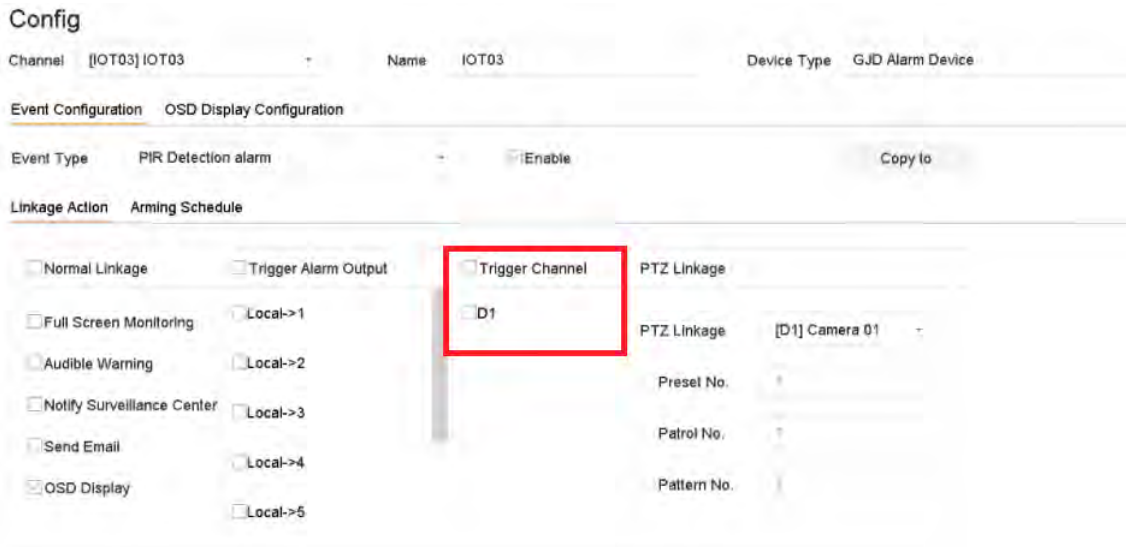 Config
Channel [IOT03] IOT03 Name IOT03 Device Type GJD Alarm Device
Event Configuration OSD Display Configuration
Event Type PIR Detection alarm Enable Copy to
Linkage Action Arming Schedule
Normal Linkage Trigger Alarm Output Trigger Channel PTZ Linkage
Full Screen Monitoring Local->1 D1 PTZ Linkage [D1] Camera 01
Audible Warning Local->2 Preset No.
Notify Surveillance Center Local->3 Patrol No.
Send Email Local->4 Pattern No.
OSD Display Local->5